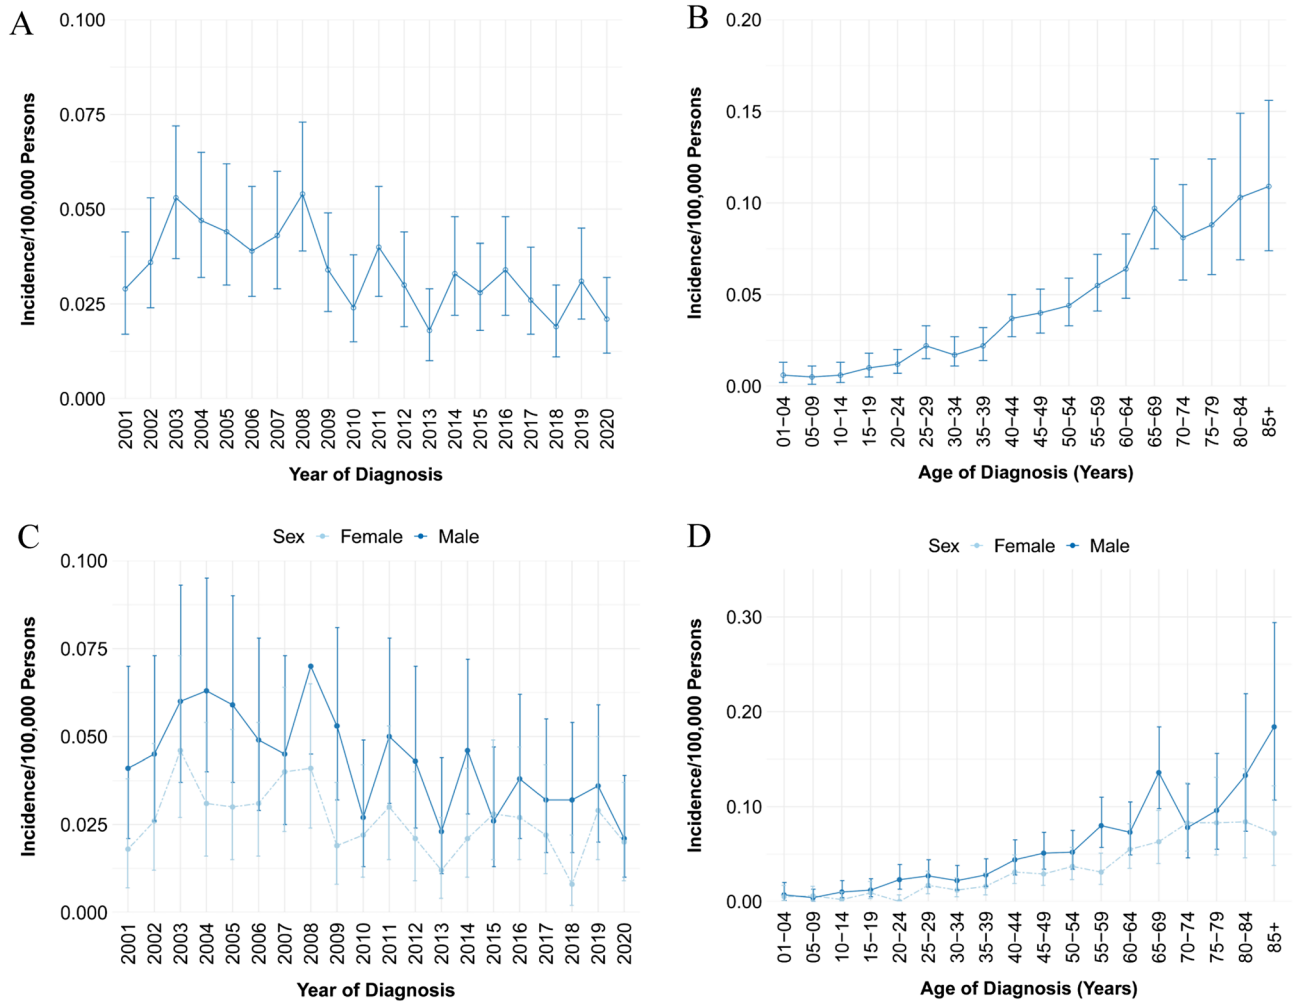 A
Incidence/100,000 Persons
0.100
0.075
0.050
0.025
0.000
2001 2002 2003 2004 2005 2006 2007 2008 2009 2010 2011 2012 2013 2014 2015 2016 2017 2018 2019 2020
Year of Diagnosis
B
Incidence/100,000 Persons
0.20
0.15
0.10
0.05
0.00
01−04 05−09 10−14 15−19 20−24 25−29 30−34 35−39 40−44 45−49 50−54 55−59 60−64 65−69 70−74 75−79 80−84 85+
Age of Diagnosis (Years)
C
Sex Female Male
Incidence/100,000 Persons
0.100
0.075
0.050
0.025
0.000
2001 2002 2003 2004 2005 2006 2007 2008 2009 2010 2011 2012 2013 2014 2015 2016 2017 2018 2019 2020
Year of Diagnosis
D
Sex Female Male
Incidence/100,000 Persons
0.30
0.20
0.10
0.00
01−04 05−09 10−14 15−19 20−24 25−29 30−34 35−39 40−44 45−49 50−54 55−59 60−64 65−69 70−74 75−79 80−84 85+
Age of Diagnosis (Years)